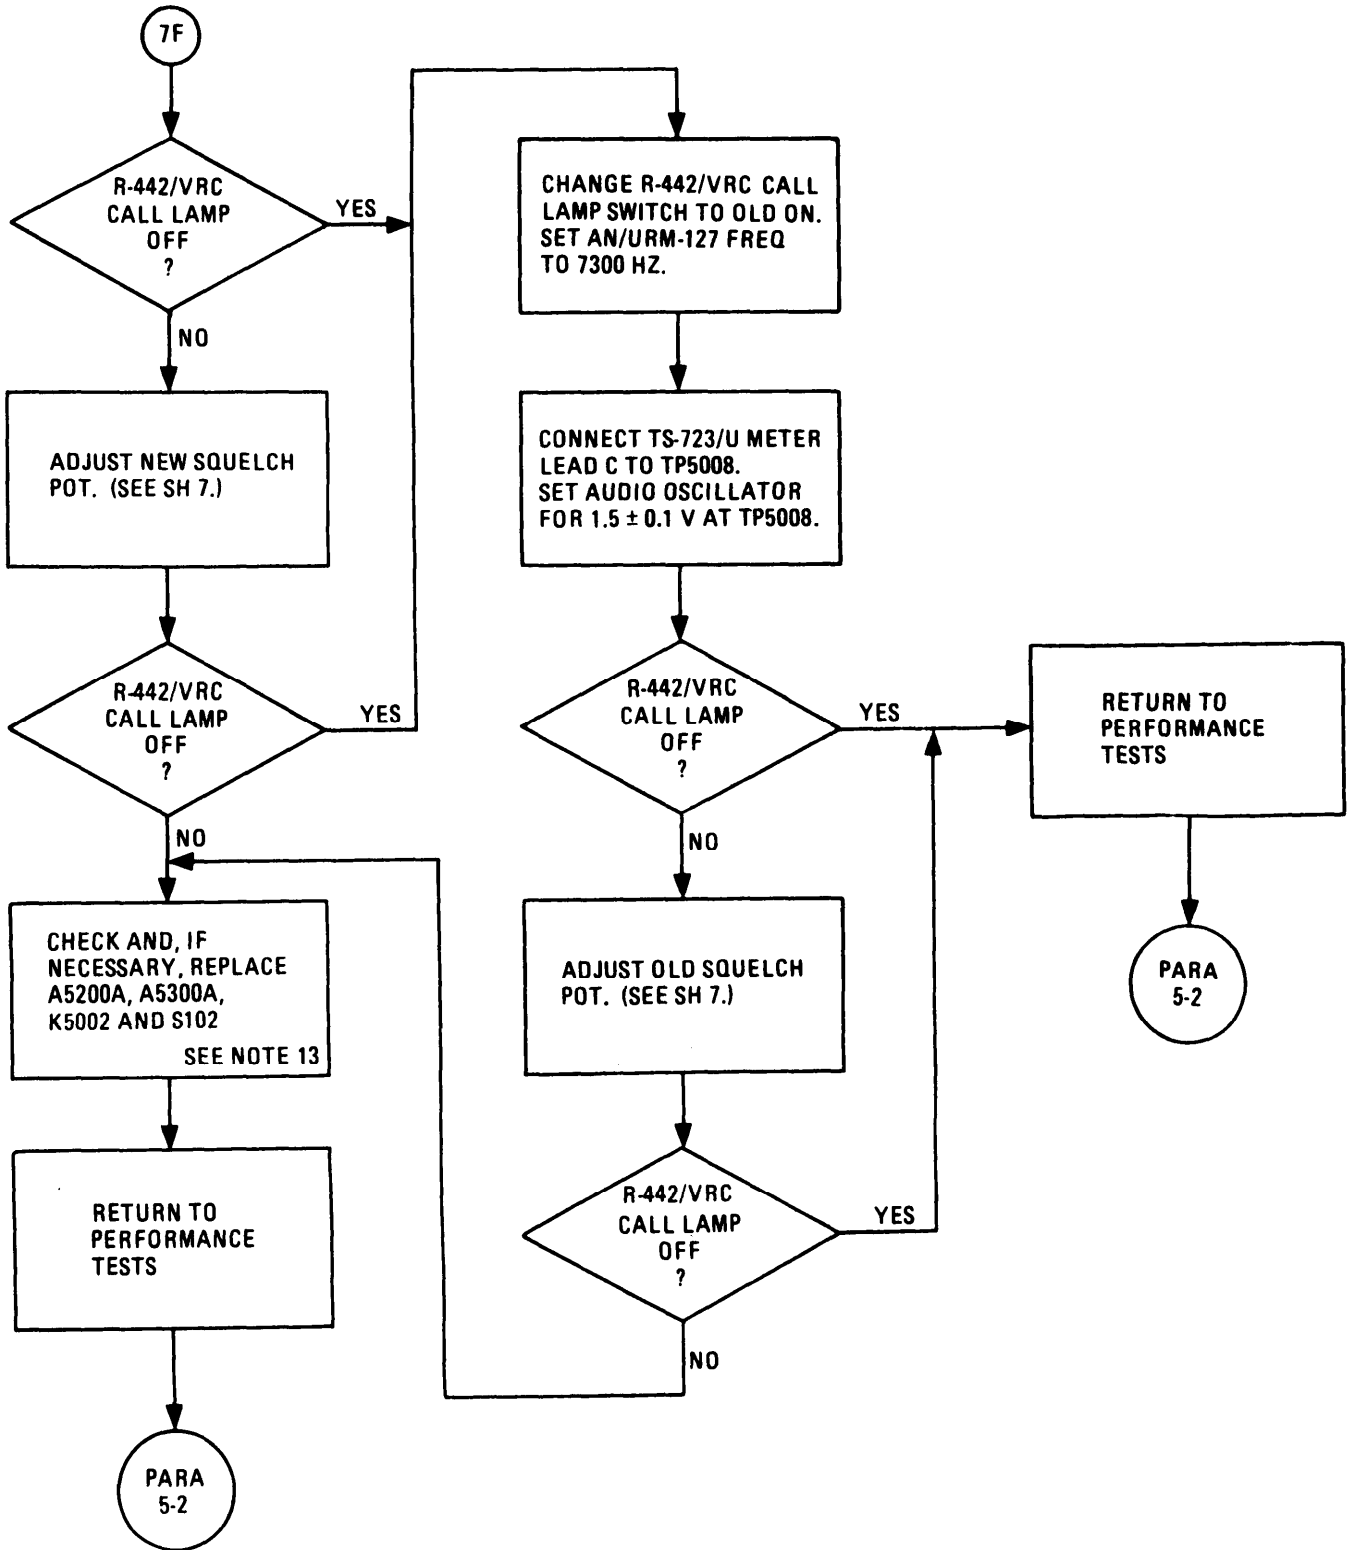 7F
R-442/VRC
CALL LAMP
OFF
?
YES
NO
ADJUST NEW SQUELCH
POT. (SEE SH 7.)
R-442/VRC
CALL LAMP
OFF
?
YES
NO
CHECK AND, IF
NECESSARY, REPLACE
A5200A, A5300A,
K5002 AND S102
SEE NOTE 13
RETURN TO
PERFORMANCE
TESTS
PARA
5-2
CHANGE R-442/VRC CALL
LAMP SWITCH TO OLD ON.
SET AN/URM-127 FREQ
TO 7300 HZ.
CONNECT TS-723/U METER
LEAD C TO TP5008.
SET AUDIO OSCILLATOR
FOR 1.5 ± 0.1 V AT TP5008.
R-442/VRC
CALL LAMP
OFF
?
YES
NO
ADJUST OLD SQUELCH
POT. (SEE SH 7.)
R-442/VRC
CALL LAMP
OFF
?
YES
NO
RETURN TO
PERFORMANCE
TESTS
PARA
5-2